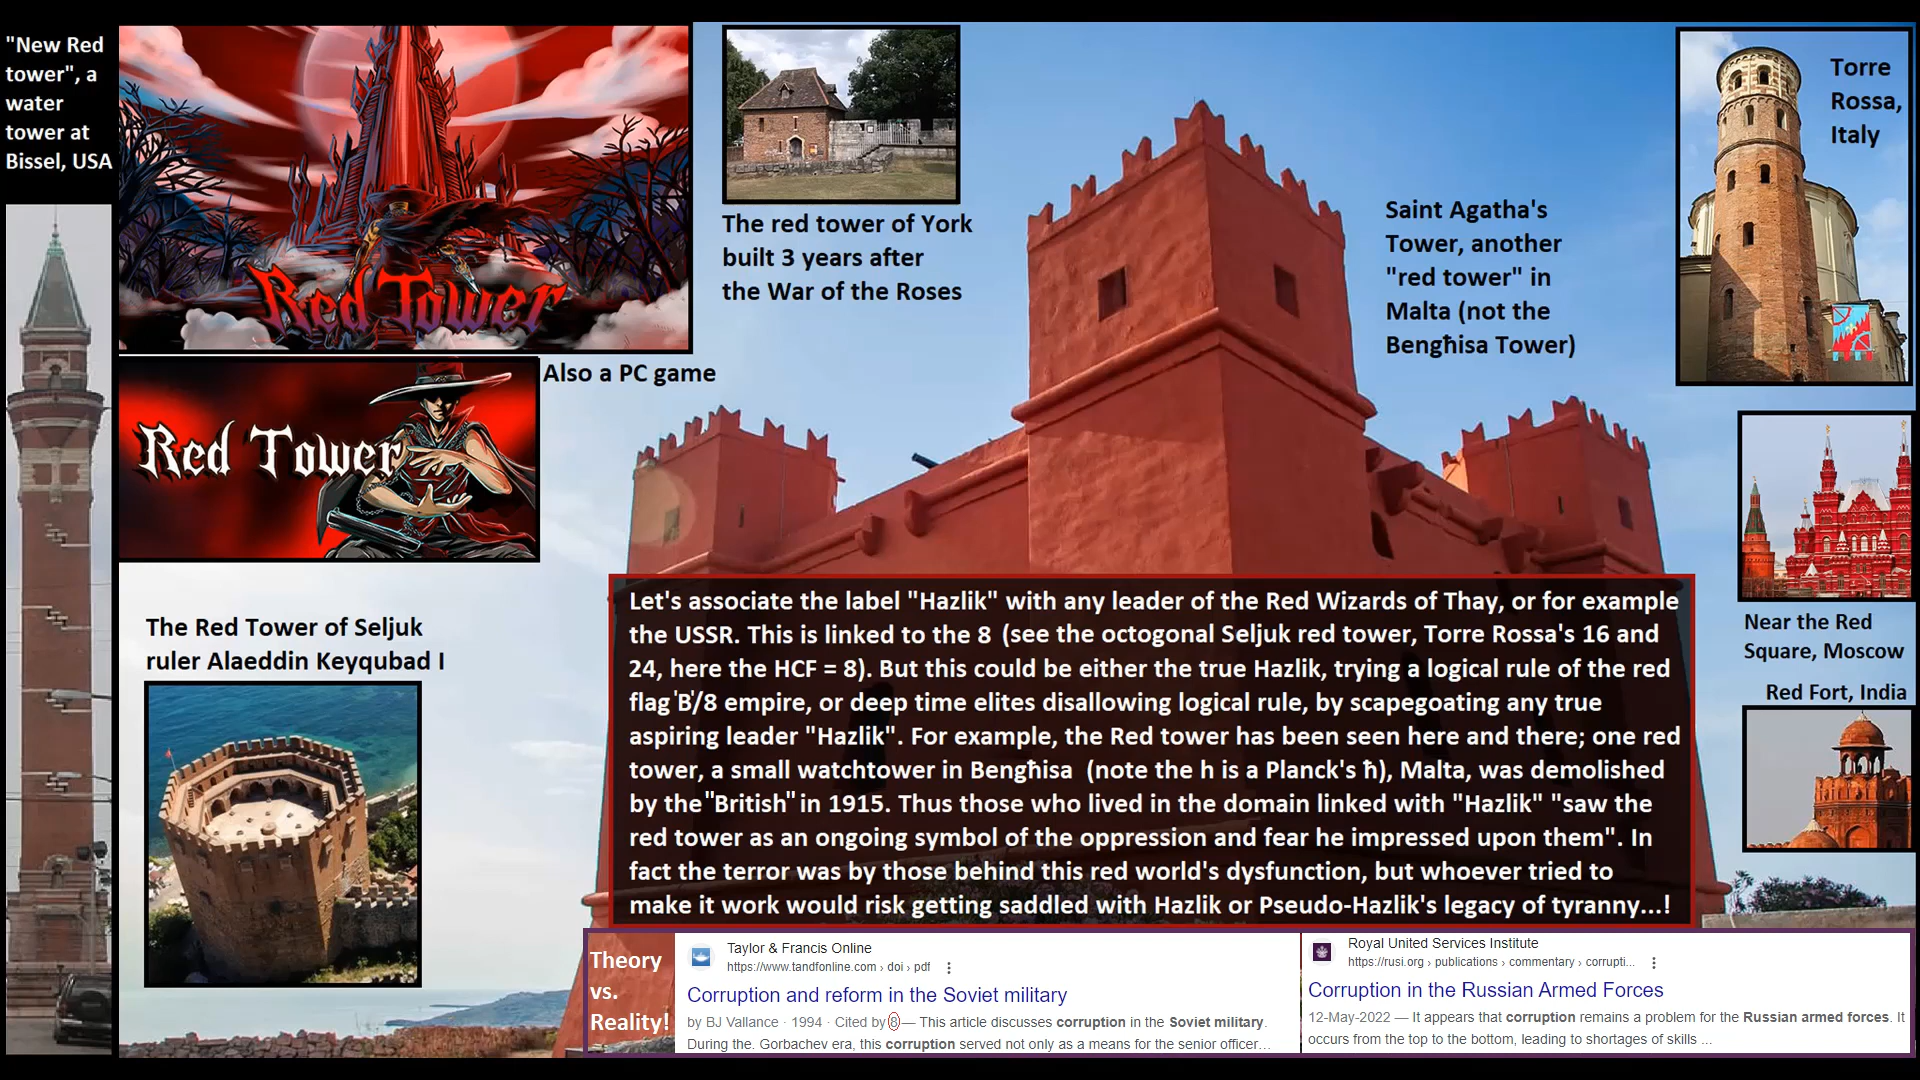 "New Red
tower", a
water
tower at
Bissel, USA
Red Tower
Red Tower
Also a PC game
The red tower of York
built 3 years after
the War of the Roses
Saint Agatha's
Tower, another
"red tower" in
Malta (not the
Bengħisa Tower)
Torre
Rossa,
Italy
Near the Red
Square, Moscow
Red Fort, India
The Red Tower of Seljuk
ruler Alaeddin Keyqubad I
Let's associate the label "Hazlik" with any leader of the Red Wizards of Thay, or for example
the USSR. This is linked to the 8 (see the octogonal Seljuk red tower, Torre Rossa's 16 and
24, here the HCF = 8). But this could be either the true Hazlik, trying a logical rule of the red
flag 'B'/8 empire, or deep time elites disallowing logical rule, by scapegoating any true
aspiring leader "Hazlik". For example, the Red tower has been seen here and there; one red
tower, a small watchtower in Bengħisa (note the h is a Planck's ħ), Malta, was demolished
by the "British" in 1915. Thus those who lived in the domain linked with "Hazlik" "saw the
red tower as an ongoing symbol of the oppression and fear he impressed upon them". In
fact the terror was by those behind this red world's dysfunction, but whoever tried to
make it work would risk getting saddled with Hazlik or Pseudo-Hazlik's legacy of tyranny...!
Theory
vs.
Reality!
Taylor & Francis Online
https://www.tandfonline.com › doi › pdf
Corruption and reform in the Soviet military
by BJ Vallance · 1994 · Cited by 8 — This article discusses corruption in the Soviet military.
During the. Gorbachev era, this corruption served not only as a means for the senior officer...
Royal United Services Institute
https://rusi.org › publications › commentary › corrupti...
Corruption in the Russian Armed Forces
12-May-2022 — It appears that corruption remains a problem for the Russian armed forces. It
occurs from the top to the bottom, leading to shortages of skills ...